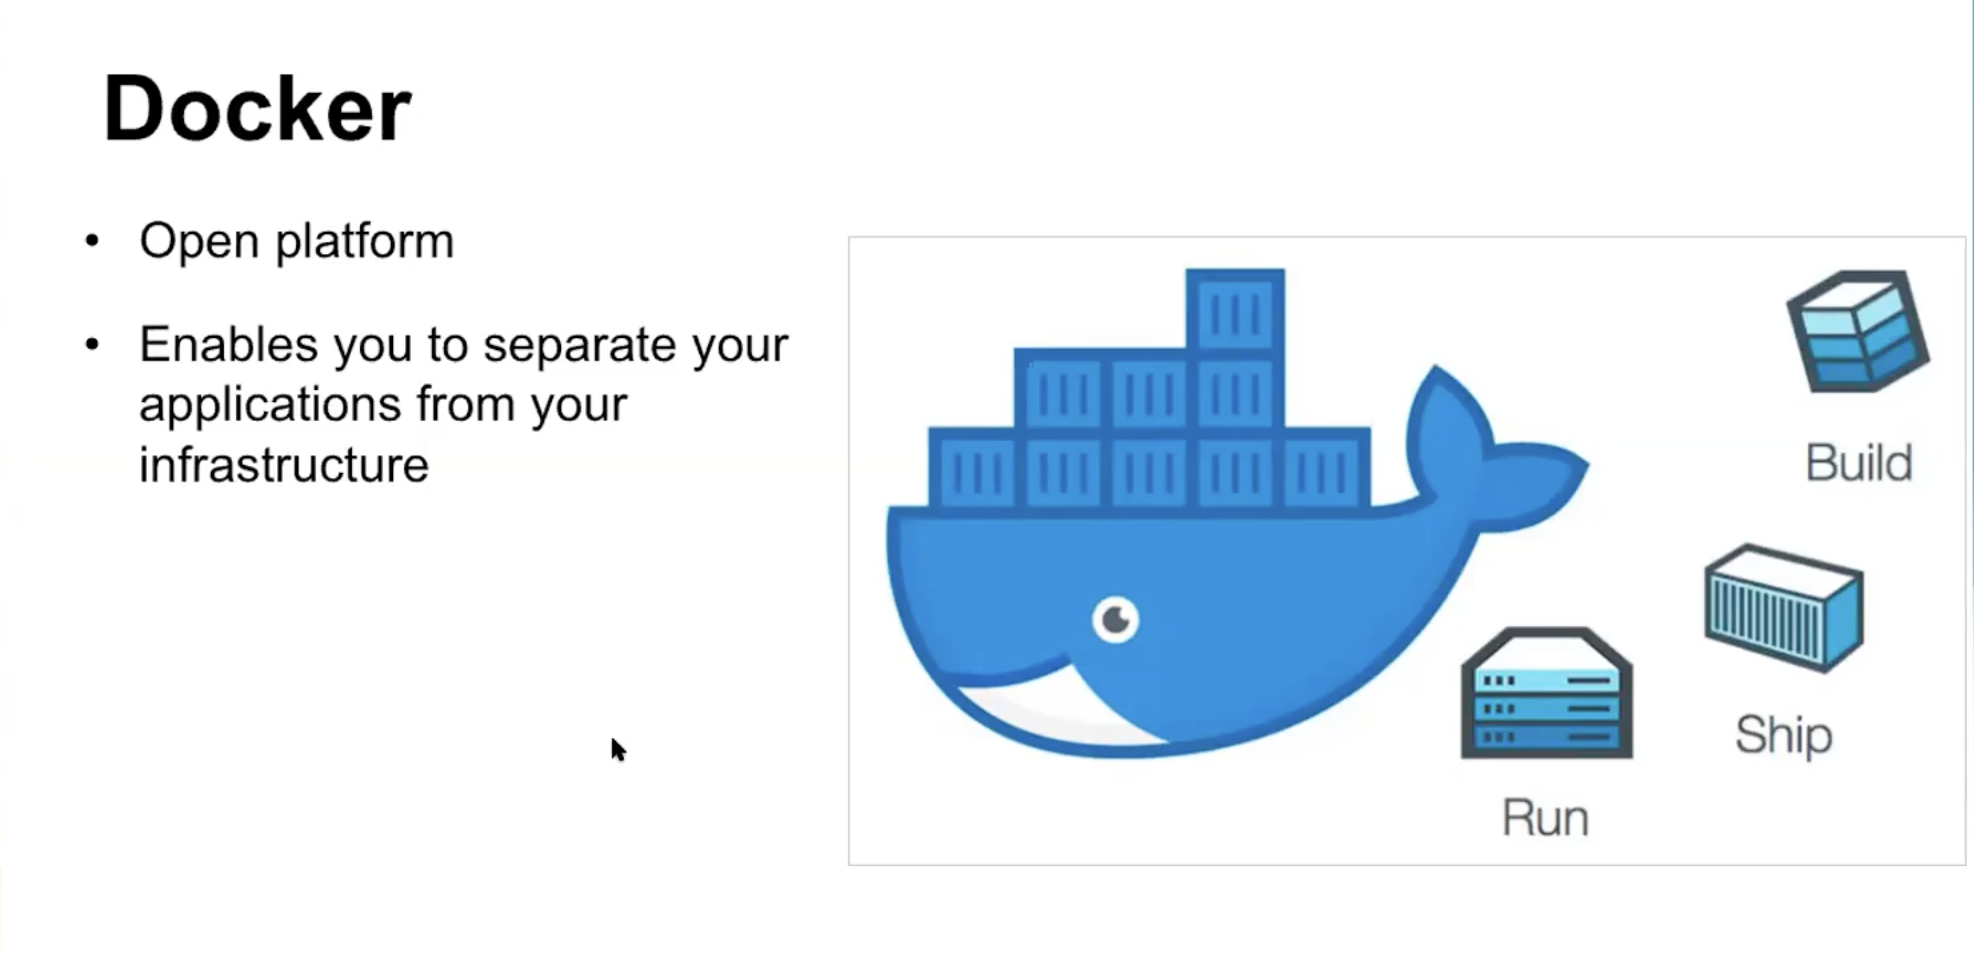 Docker
• Open platform
• Enables you to separate your
applications from your
infrastructure
Build
Ship
Run